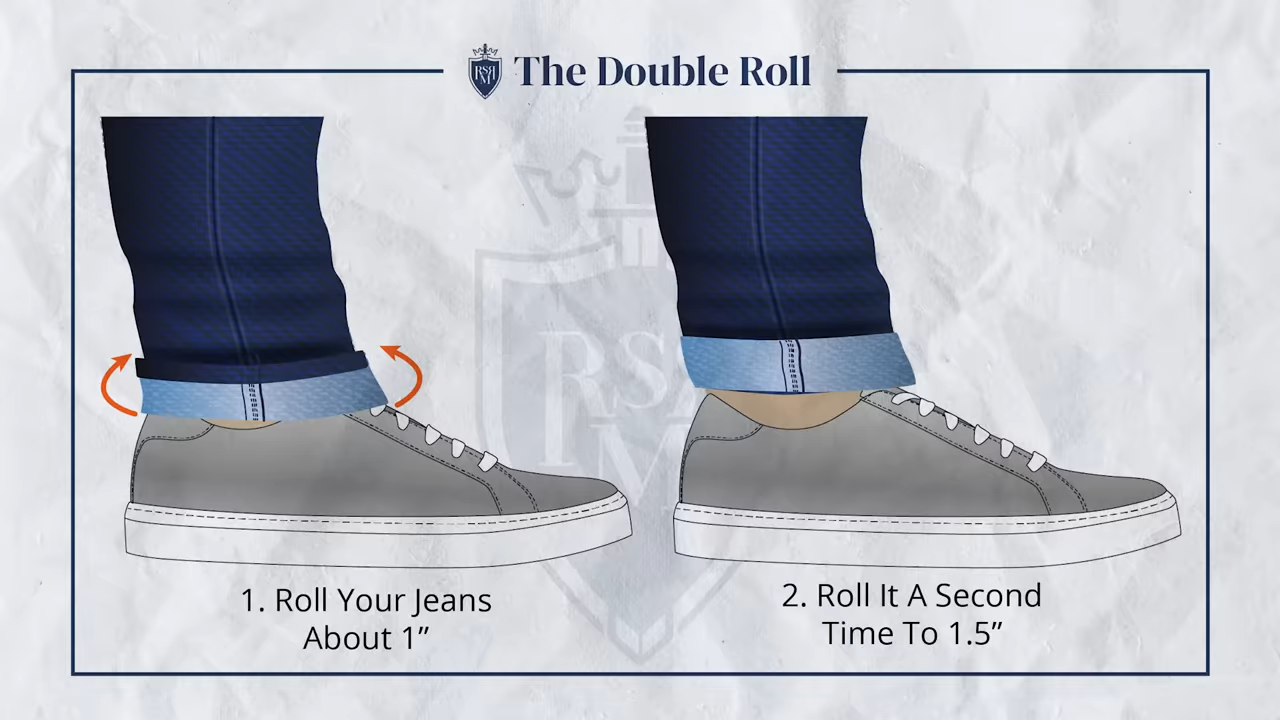 The Double Roll
1. Roll Your Jeans
About 1”
2. Roll It A Second
Time To 1.5”